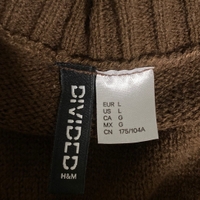 DIVIDED
H&M
EUR L
US L
CA G
MX G
CN 175/104A